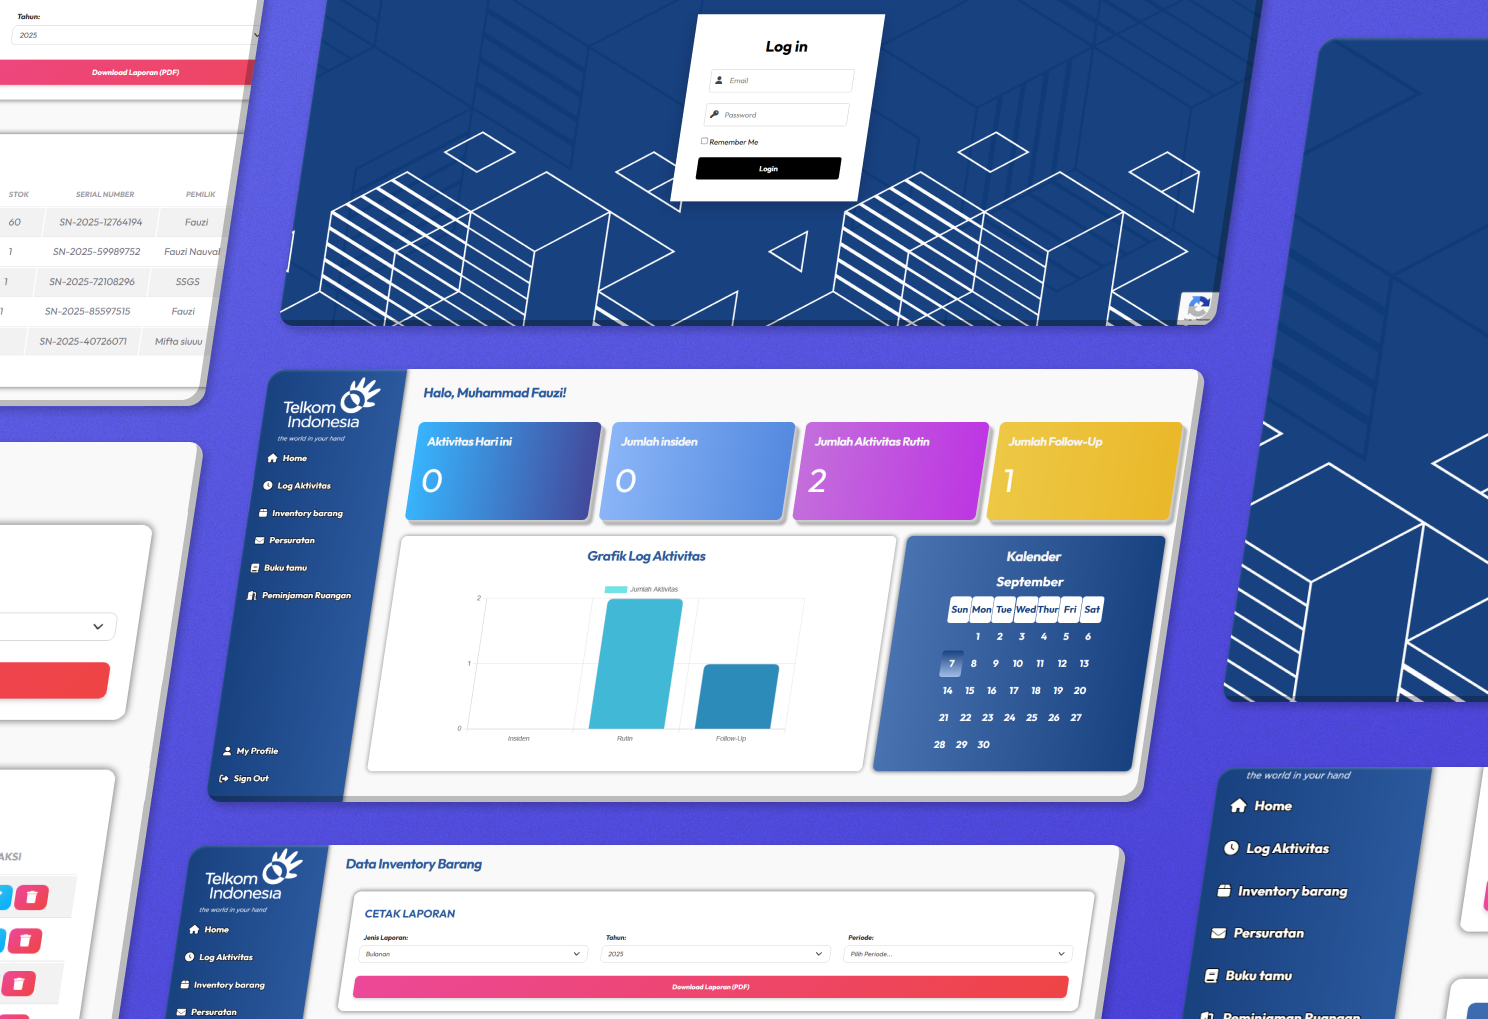 Tahun:
2025
Download Laporan (PDF)
STOK SERIAL NUMBER PEMILIK
60 SN-2025-12764194 Fauzi
1 SN-2025-59989752 Fauzi Nauval
1 SN-2025-72108296 SSGS
1 SN-2025-85597515 Fauzi
SN-2025-40726071 Mifta siuuu
AKSI
Log in
Email
Password
Remember Me
Login
Telkom
Indonesia
the world in your hand
Home
Log Aktivitas
Inventory barang
Persuratan
Buku tamu
Peminjaman Ruangan
My Profile
Sign Out
Halo, Muhammad Fauzi!
Aktivitas Hari ini
0
Jumlah insiden
0
Jumlah Aktivitas Rutin
2
Jumlah Follow-Up
1
Grafik Log Aktivitas
Jumlah Aktivitas
2
1
0
Insiden Rutin Follow-Up
Kalender
September
Sun Mon Tue Wed Thur Fri Sat
1 2 3 4 5 6
7 8 9 10 11 12 13
14 15 16 17 18 19 20
21 22 23 24 25 26 27
28 29 30
Telkom
Indonesia
the world in your hand
Home
Log Aktivitas
Inventory barang
Persuratan
Data Inventory Barang
CETAK LAPORAN
Jenis Laporan: Tahun: Periode:
Bulanan 2025 Pilih Periode...
Download Laporan (PDF)
the world in your hand
Home
Log Aktivitas
Inventory barang
Persuratan
Buku tamu
Peminjaman Ruangan